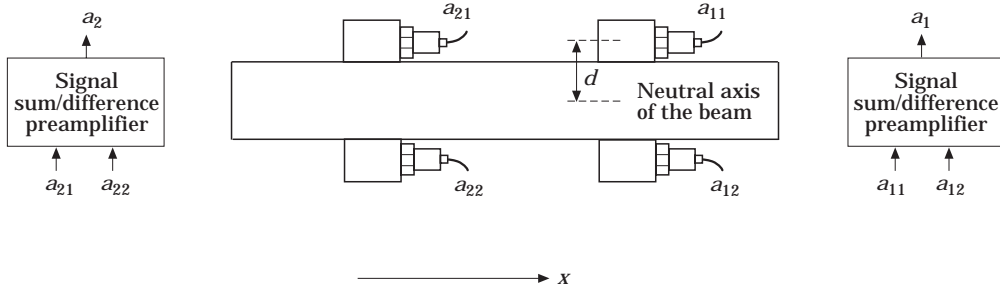 a21
a11
a2
a1
Signal
sum/difference
preamplifier
d
Neutral axis
of the beam
Signal
sum/difference
preamplifier
a21
a22
a22
a12
a11
a12
x